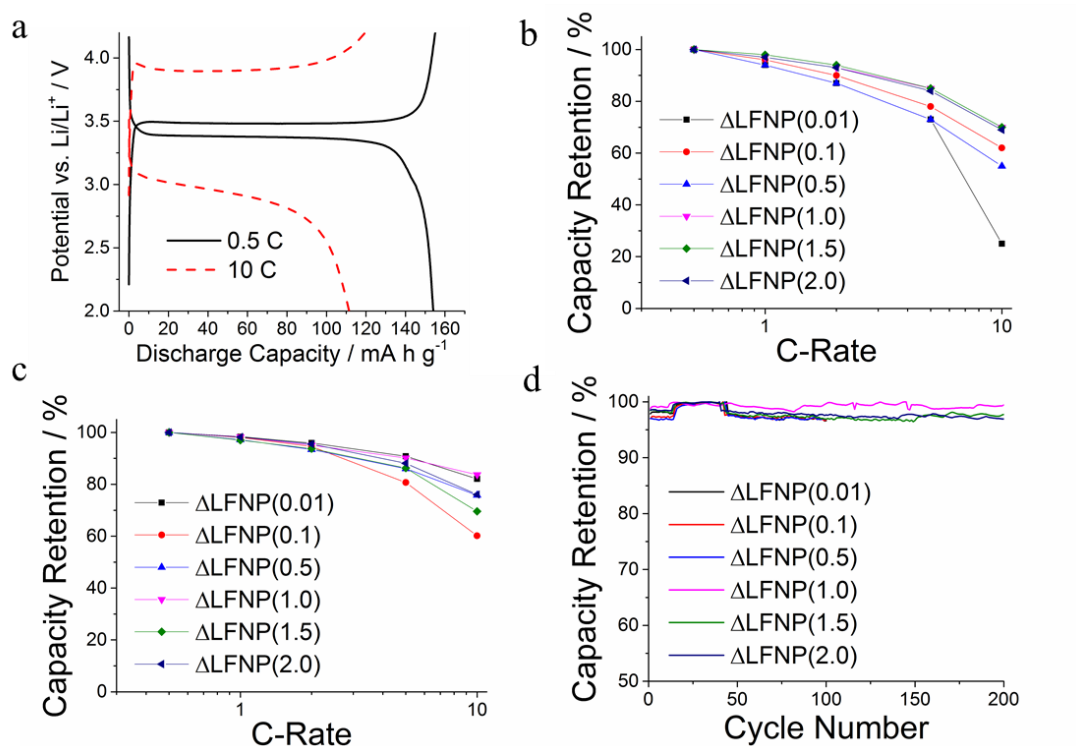 a
Potential vs. Li/Li⁺ / V
4.0
3.5
3.0
2.5
2.0
0.5 C
10 C
0 20 40 60 80 100 120 140 160
Discharge Capacity / mA h g⁻¹
b
Capacity Retention / %
100
80
60
40
20
0
ΔLFNP(0.01)
ΔLFNP(0.1)
ΔLFNP(0.5)
ΔLFNP(1.0)
ΔLFNP(1.5)
ΔLFNP(2.0)
1 10
C-Rate
c
Capacity Retention / %
100
80
60
40
20
0
ΔLFNP(0.01)
ΔLFNP(0.1)
ΔLFNP(0.5)
ΔLFNP(1.0)
ΔLFNP(1.5)
ΔLFNP(2.0)
1 10
C-Rate
d
Capacity Retention / %
100
90
80
70
60
50
ΔLFNP(0.01)
ΔLFNP(0.1)
ΔLFNP(0.5)
ΔLFNP(1.0)
ΔLFNP(1.5)
ΔLFNP(2.0)
0 50 100 150 200
Cycle Number